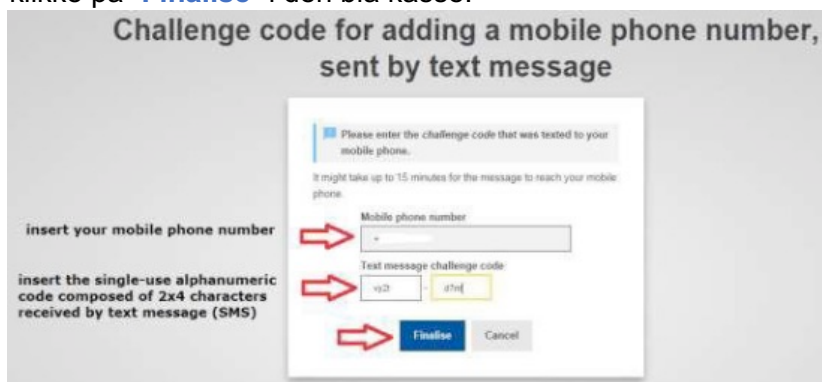 klikke på "Finalise" i den blå kasse.
Challenge code for adding a mobile phone number,
sent by text message
Please enter the challenge code that was texted to your
mobile phone.
It might take up to 15 minutes for the message to reach your mobile
phone.
insert your mobile phone number
Mobile phone number
+
insert the single-use alphanumeric
code composed of 2x4 characters
received by text message (SMS)
Text message challenge code
-
Finalise Cancel